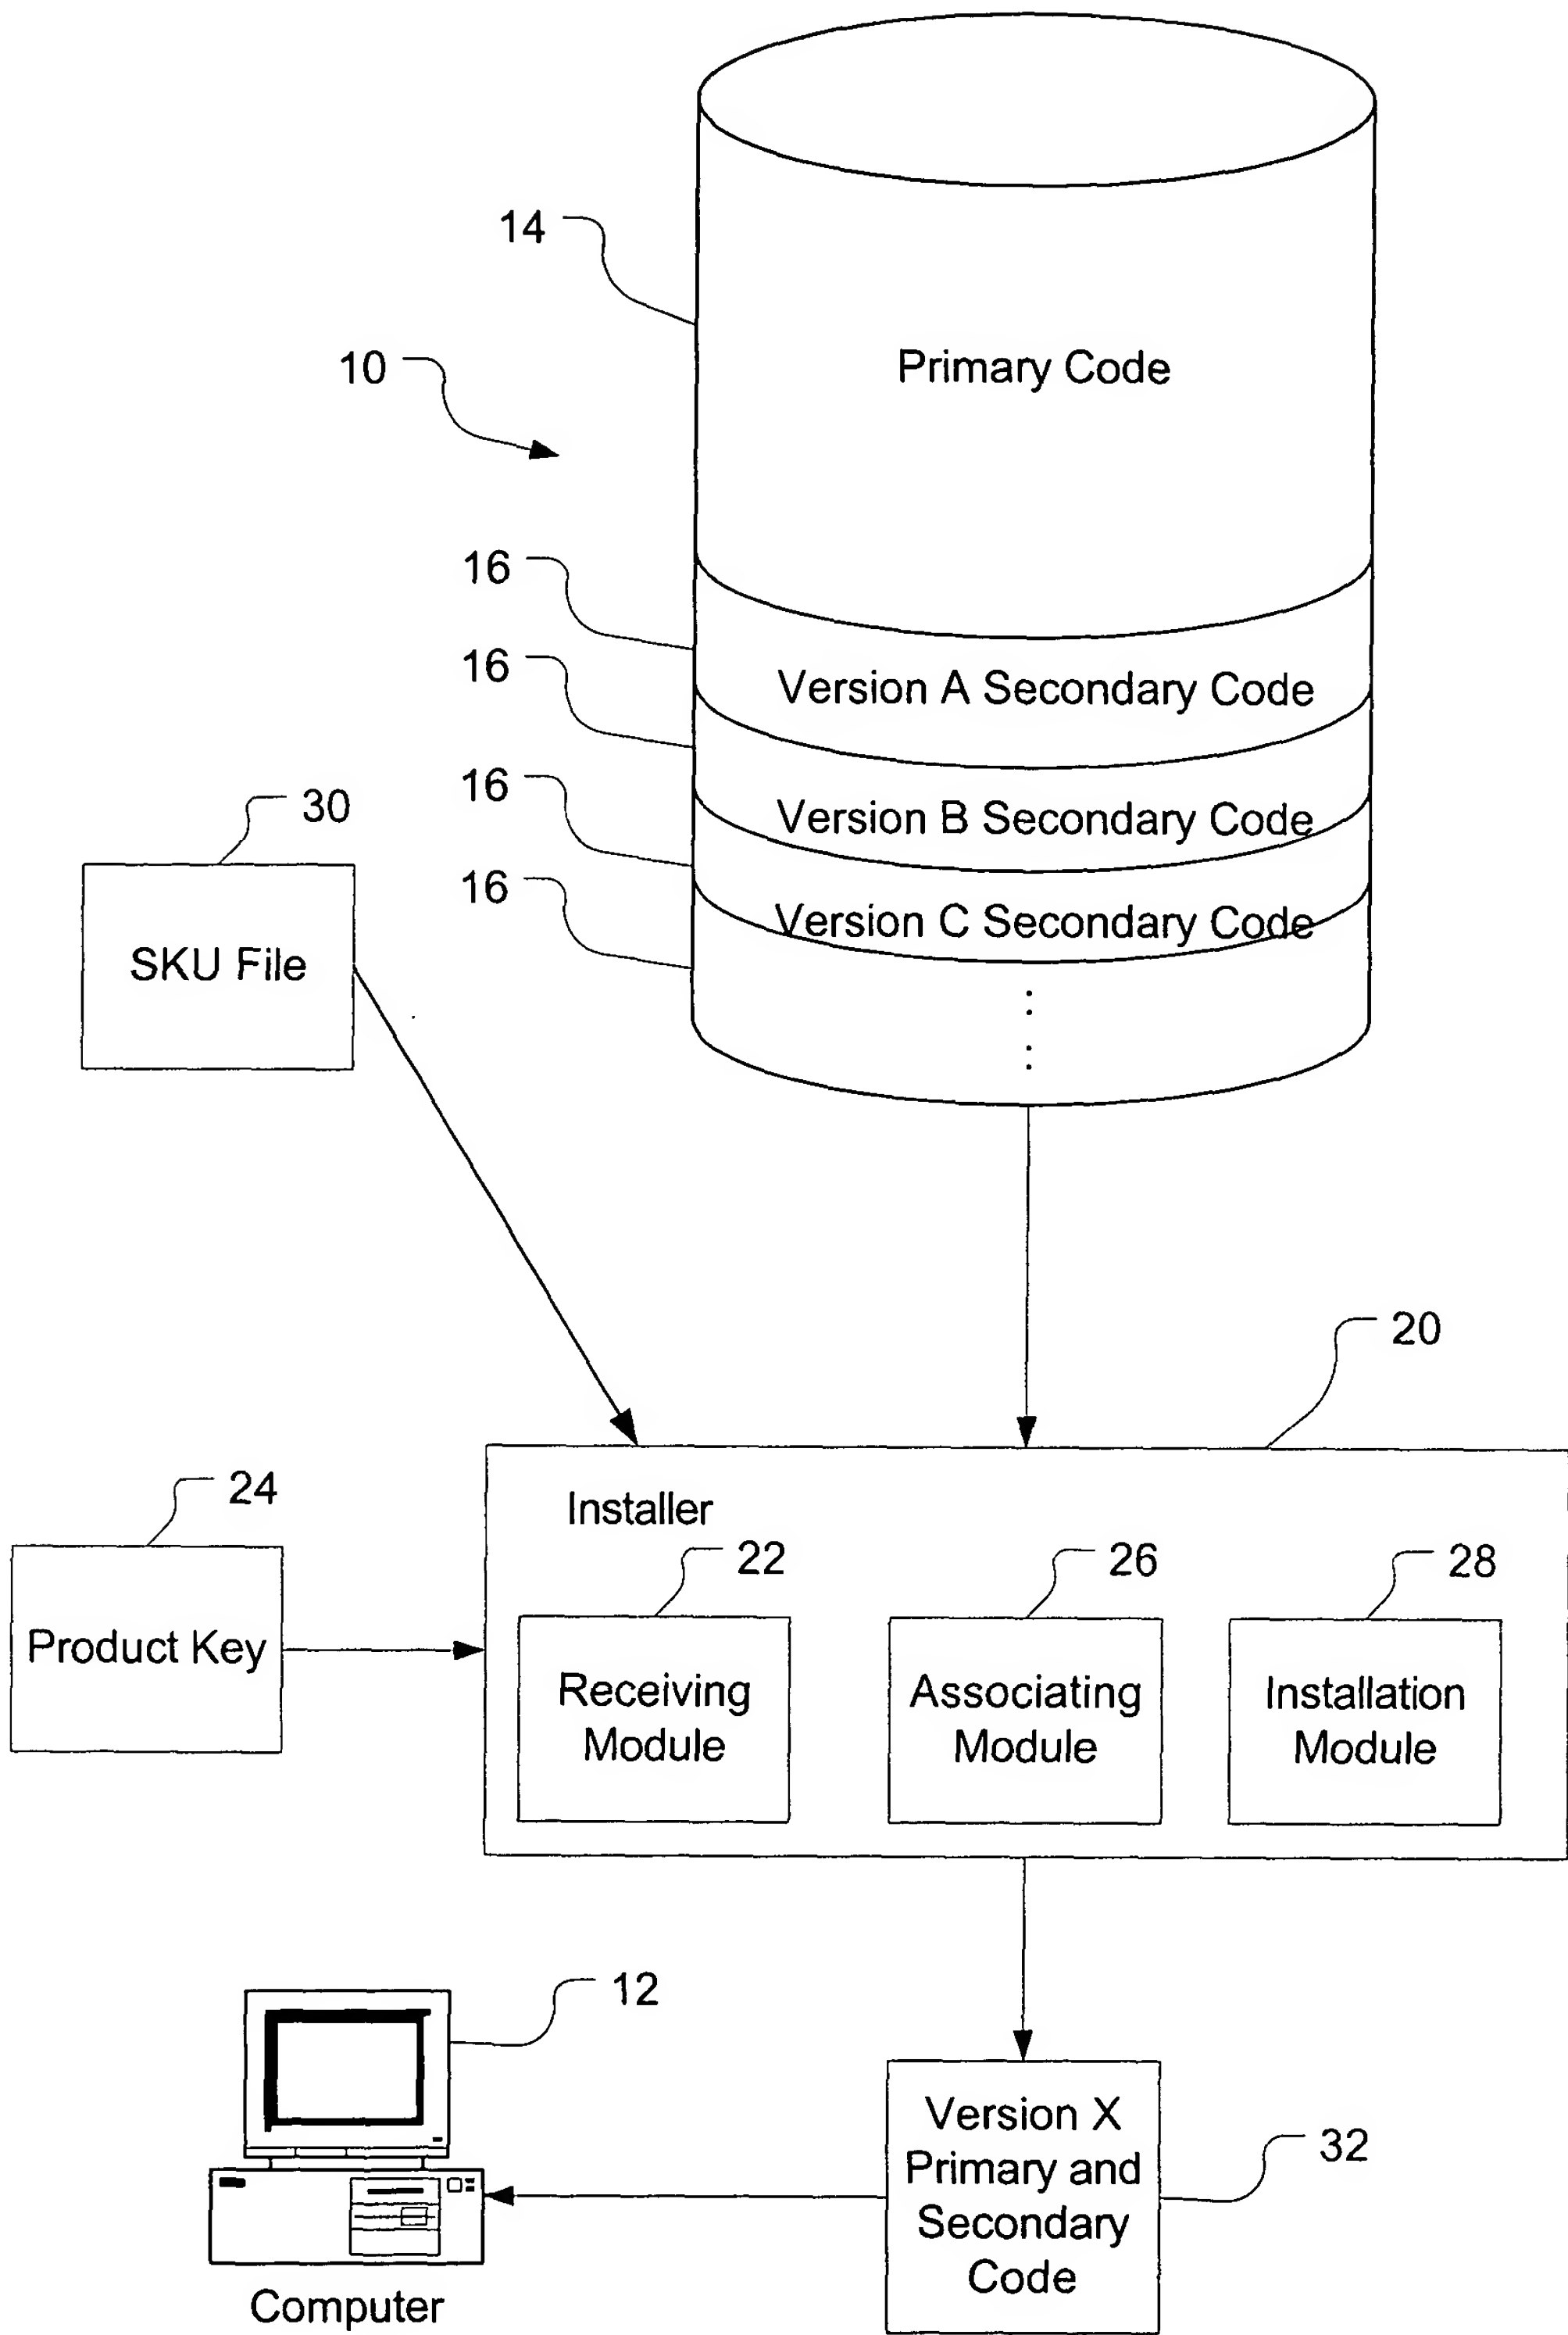 14
Primary Code
10
16
Version A Secondary Code
16
Version B Secondary Code
16
30
16
Version C Secondary Code
SKU File
20
24
Installer
22
26
28
Product Key
Receiving
Module
Associating
Module
Installation
Module
12
Version X
Primary and
Secondary
Code
32
Computer